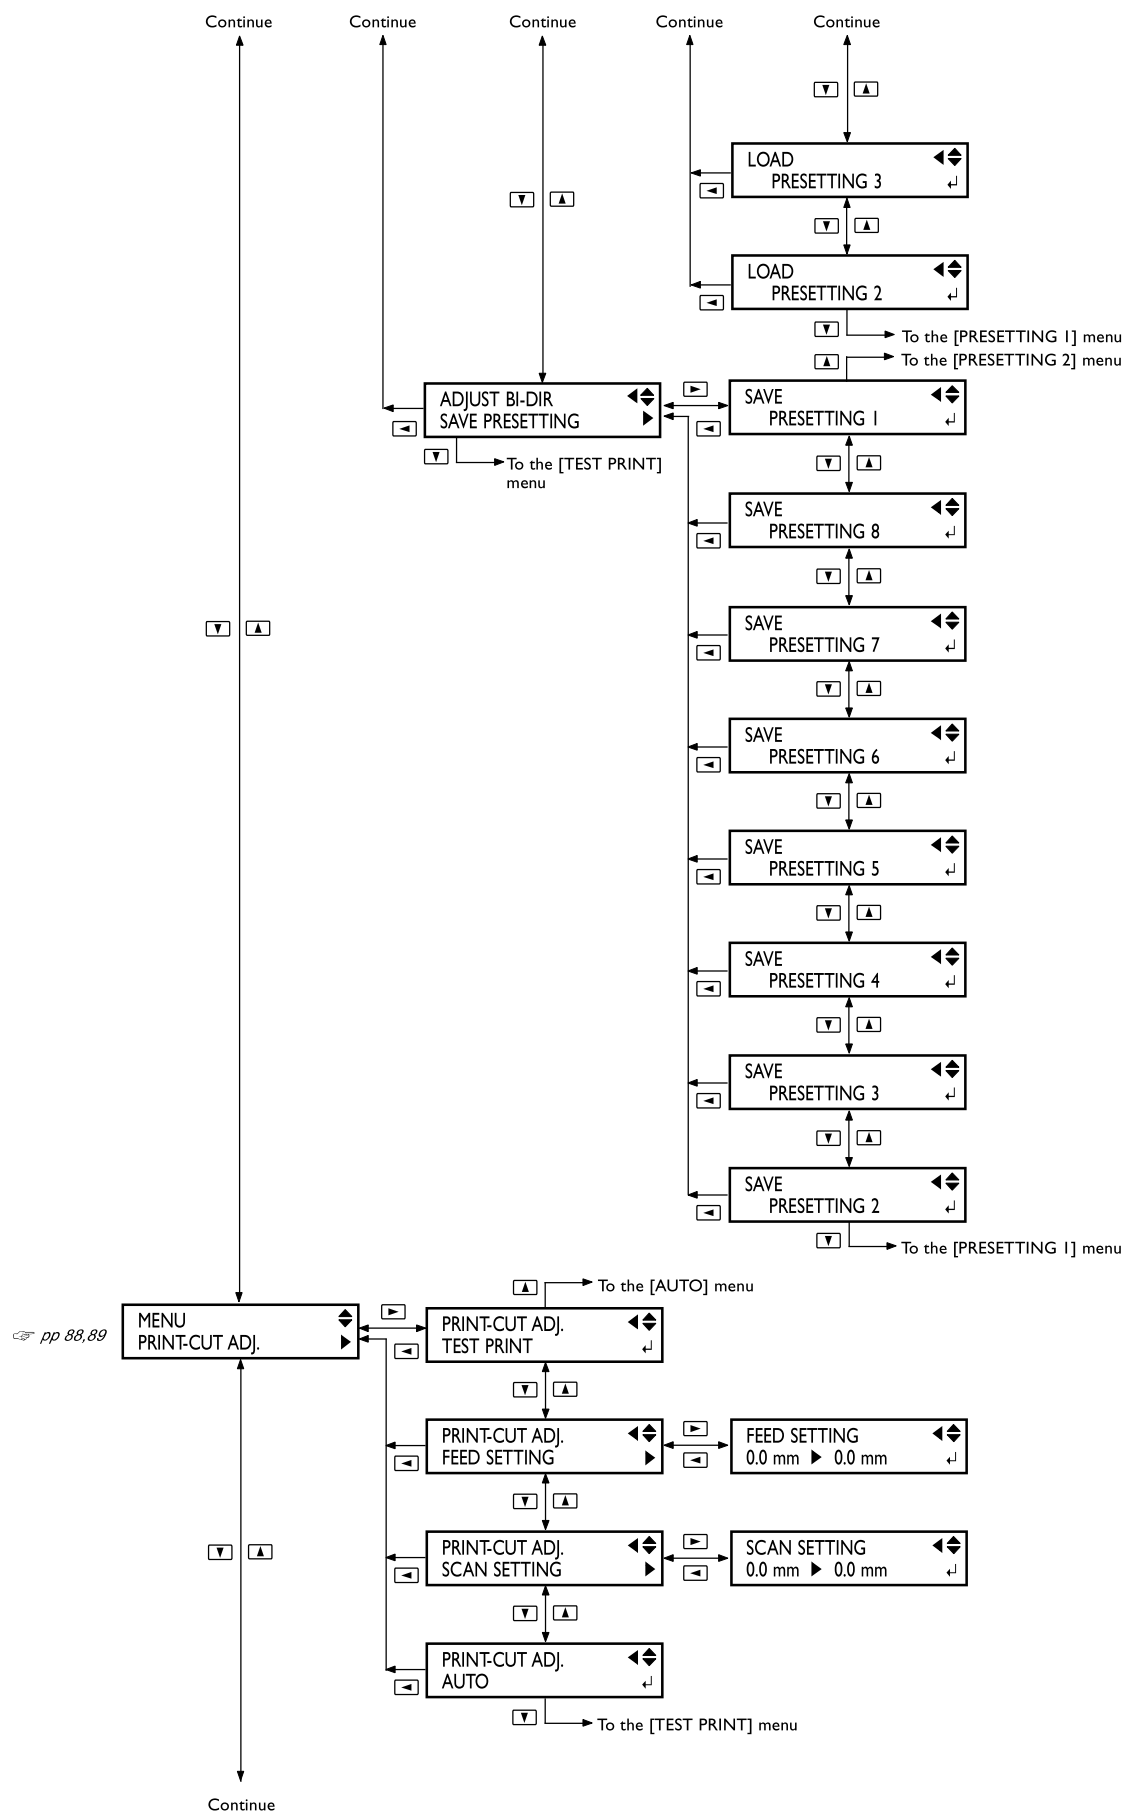 Continue Continue Continue Continue Continue
LOAD
PRESETTING 3
LOAD
PRESETTING 2
To the [PRESETTING 1] menu
To the [PRESETTING 2] menu
ADJUST BI-DIR
SAVE PRESETTING
To the [TEST PRINT]
menu
SAVE
PRESETTING 1
SAVE
PRESETTING 8
SAVE
PRESETTING 7
SAVE
PRESETTING 6
SAVE
PRESETTING 5
SAVE
PRESETTING 4
SAVE
PRESETTING 3
SAVE
PRESETTING 2
To the [PRESETTING 1] menu
☞ pp 88,89
MENU
PRINT-CUT ADJ.
To the [AUTO] menu
PRINT-CUT ADJ.
TEST PRINT
PRINT-CUT ADJ.
FEED SETTING
FEED SETTING
0.0 mm ▶ 0.0 mm
PRINT-CUT ADJ.
SCAN SETTING
SCAN SETTING
0.0 mm ▶ 0.0 mm
PRINT-CUT ADJ.
AUTO
To the [TEST PRINT] menu
Continue